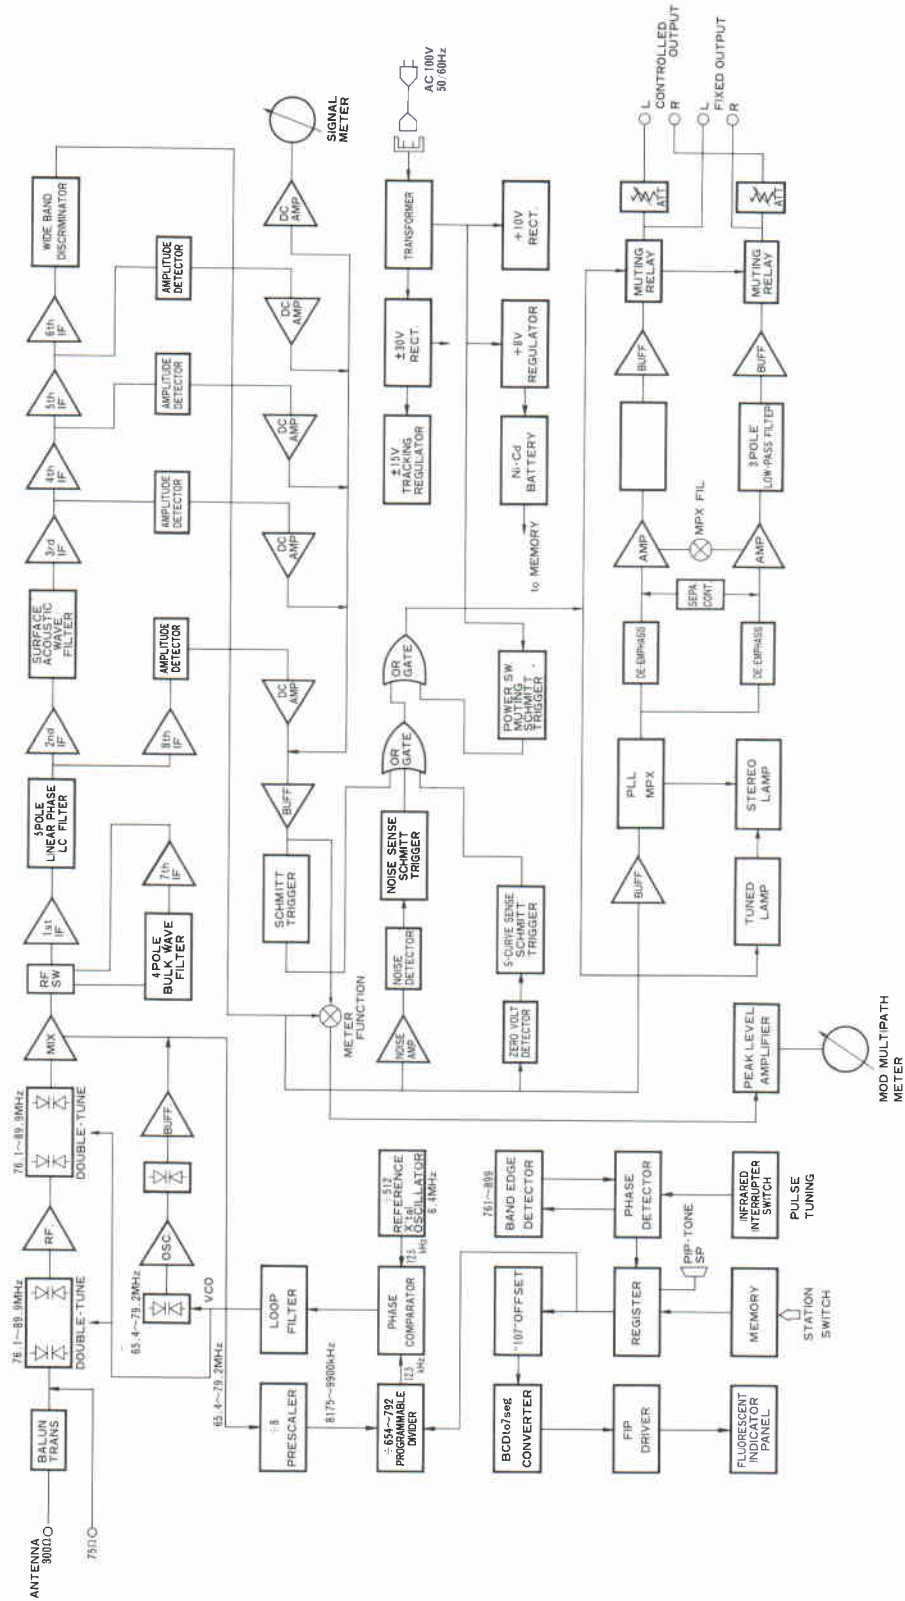 ANTENNA
300Ω
75Ω
BALUN
TRANS
76.1~89.9MHz
DOUBLE-TUNE
RF
76.1~89.9MHz
DOUBLE-TUNE
MIX
RF
SW
1st
IF
5POLE
LINEAR PHASE
LC FILTER
2nd
IF
SURFACE
ACOUSTIC
WAVE
FILTER
3rd
IF
4th
IF
5th
IF
6th
IF
WIDE BAND
DISCRIMINATOR
65.4~79.2MHz
VCO
OSC.
BUFF.
4POLE
BULK WAVE
FILTER
7th
IF
8th
IF
AMPLITUDE
DETECTOR
AMPLITUDE
DETECTOR
AMPLITUDE
DETECTOR
AMPLITUDE
DETECTOR
65.4~79.2MHz
÷8
PRESCALER
LOOP
FILTER
SCHMITT
TRIGGER
BUFF
DC
AMP
DC
AMP
DC
AMP
DC
AMP
DC
AMP
SIGNAL
METER
8175~9900kHz
METER
FUNCTION
÷654~792
PROGRAMMABLE
DIVIDER
12.5
kHz
PHASE
COMPARATOR
12.5
kHz
÷512
REFERENCE
X'tal
OSCILLATOR
6.4MHz
NOISE
AMP
NOISE
DETECTOR
NOISE SENSE
SCHMITT
TRIGGER
OR
GATE
OR
GATE
±15V
TRACKING
REGULATOR
±30V
RECT.
TRANSFORMER
AC 100V
50/60Hz
BCDto/seg
CONVERTER
"107"OFFSET
761~899
BAND EDGE
DETECTOR
ZERO VOLT
DETECTOR
S-CURVE SENSE
SCHMITT
TRIGGER
POWER SW.
MUTING
SCHMITT
TRIGGER
to MEMORY
Ni-Cd
BATTERY
+8V
REGULATOR
+10V
RECT.
FIP
DRIVER
REGISTER
PHASE
DETECTOR
PIP-TONE
SP
BUFF
PLL
MPX
DE-EMPHASIS
DE-EMPHASIS
SEPA.
CONT
AMP
AMP
MPX FIL
3POLE
LOW-PASS FILTER
BUFF
BUFF
MUTING
RELAY
MUTING
RELAY
ATT
ATT
L
CONTROLLED
R OUTPUT
L
FIXED OUTPUT
R
FLUORESCENT
INDICATOR
PANEL
MEMORY
STATION
SWITCH
INFRARED
INTERRUPTER
SWITCH
PULSE
TUNING
PEAK LEVEL
AMPLIFIER
MOD MULTIPATH
METER
TUNED
LAMP
STEREO
LAMP